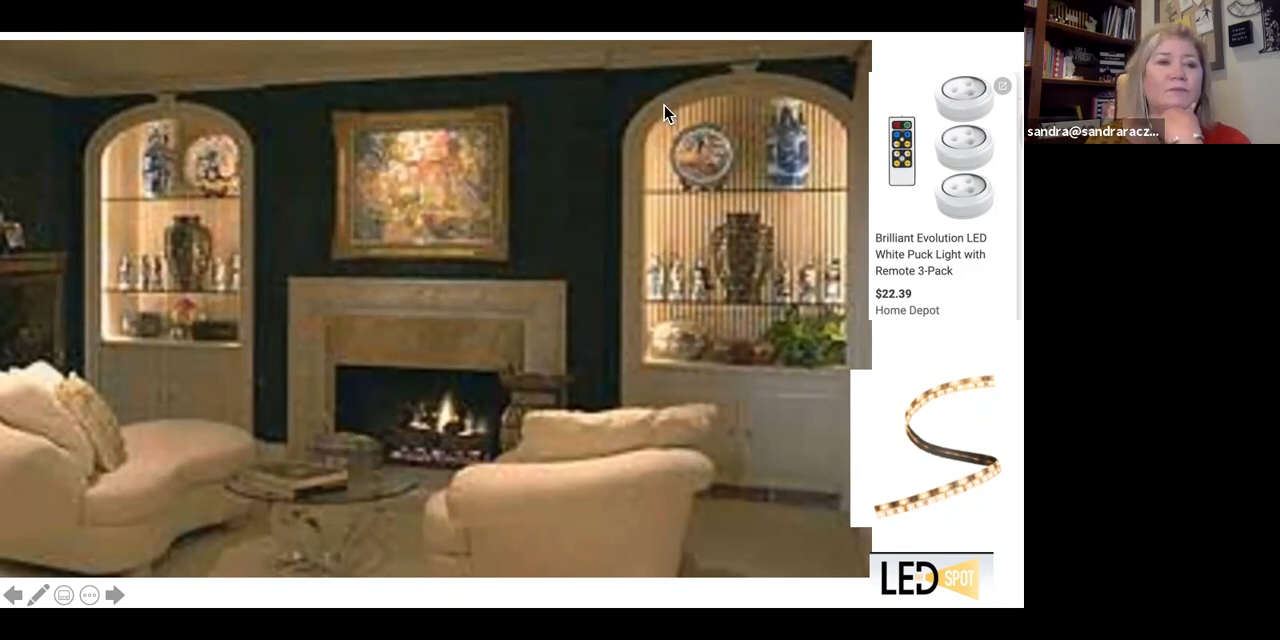 sandra@sandraracz...
Brilliant Evolution LED
White Puck Light with
Remote 3-Pack
$22.39
Home Depot
LED SPOT